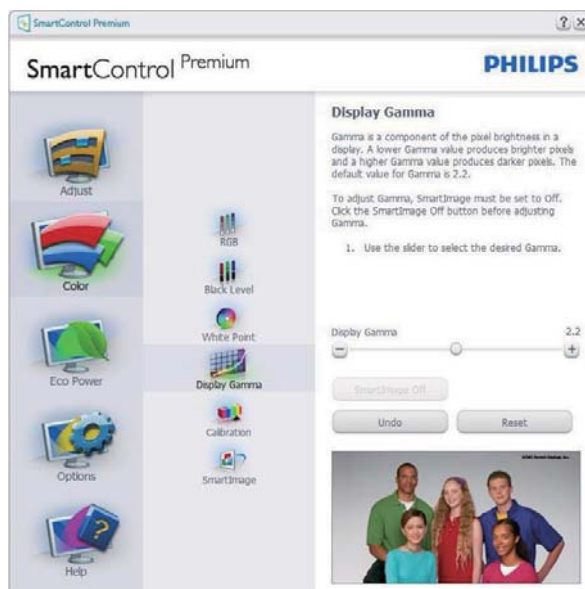 SmartControl Premium
SmartControl Premium
PHILIPS
Adjust
Color
Eco Power
Options
Help
RGB
Black Level
White Point
Display Gamma
Calibration
SmartImage
Display Gamma
Gamma is a component of the pixel brightness in a
display. A lower Gamma value produces brighter pixels
and a higher Gamma value produces darker pixels. The
default value for Gamma is 2.2.
To adjust Gamma, SmartImage must be set to Off.
Click the SmartImage Off button before adjusting
Gamma.
1. Use the slider to select the desired Gamma.
Display Gamma 2.2
SmartImage Off
Undo Reset